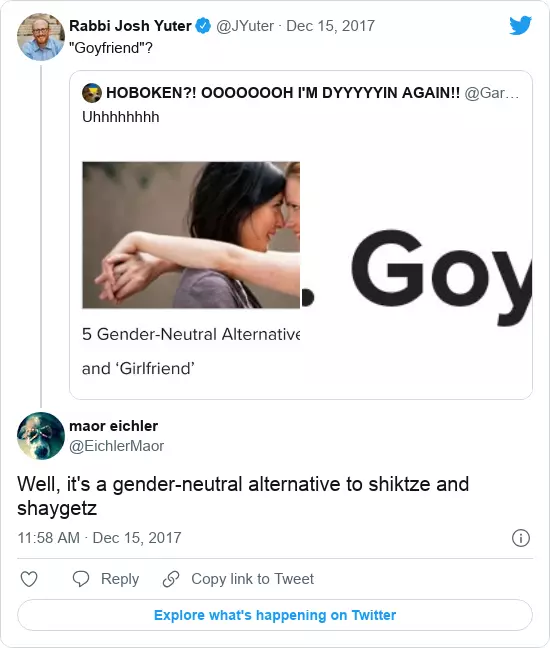 Rabbi Josh Yuter @JYuter · Dec 15, 2017
"Goyfriend"?
HOBOKEN?! OOOOOOOH I'M DYYYYYIN AGAIN!! @Gar…
Uhhhhhhhh
. Goy
5 Gender-Neutral Alternative
and ‘Girlfriend’
maor eichler
@EichlerMaor
Well, it's a gender-neutral alternative to shiktze and
shaygetz
11:58 AM · Dec 15, 2017
Reply Copy link to Tweet
Explore what's happening on Twitter